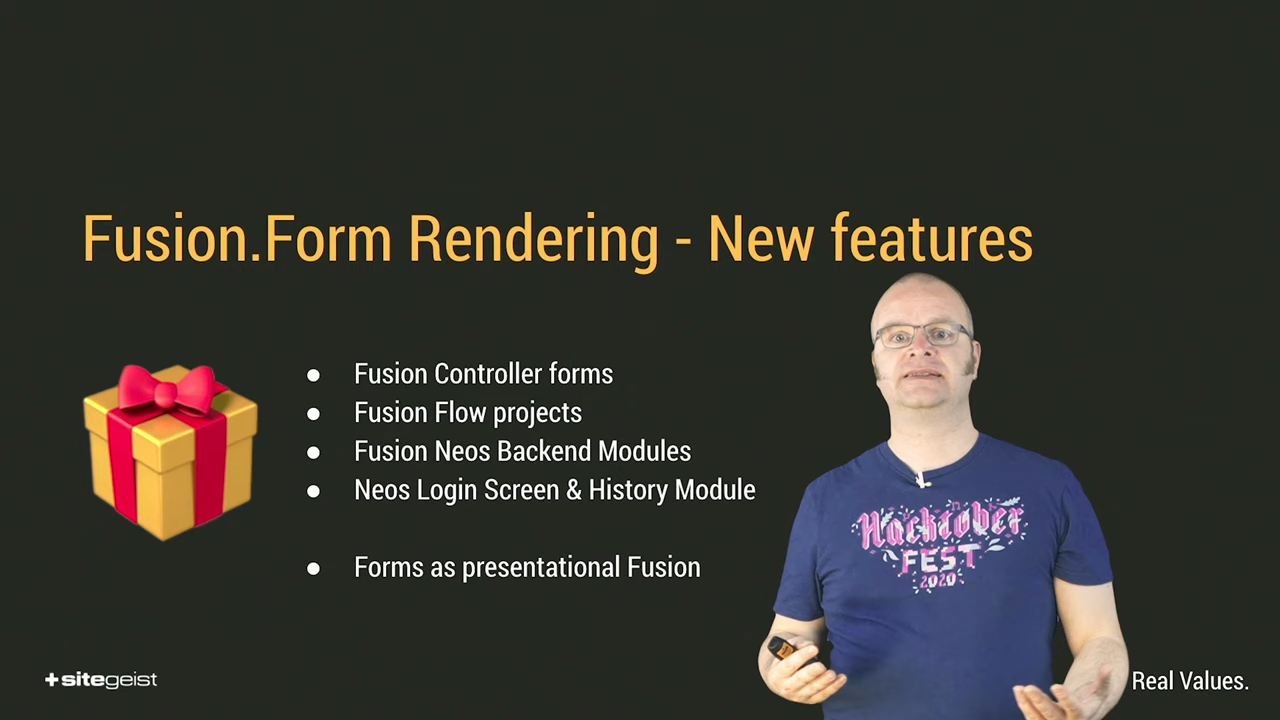 Fusion.Form Rendering - New features
● Fusion Controller forms
● Fusion Flow projects
● Fusion Neos Backend Modules
● Neos Login Screen & History Module
● Forms as presentational Fusion
Hacktober
FEST
2020
+sitegeist
Real Values.